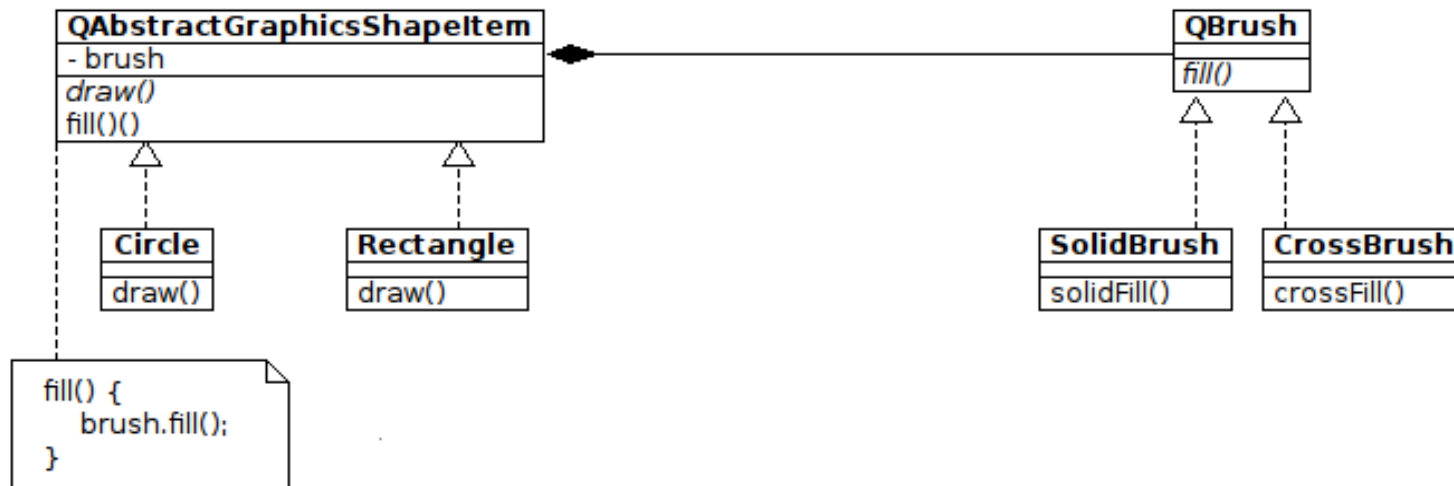 QAbstractGraphicsShapeItem
- brush
draw()
fill()()
QBrush
fill()
Circle
draw()
Rectangle
draw()
SolidBrush
solidFill()
CrossBrush
crossFill()
fill() {
brush.fill();
}